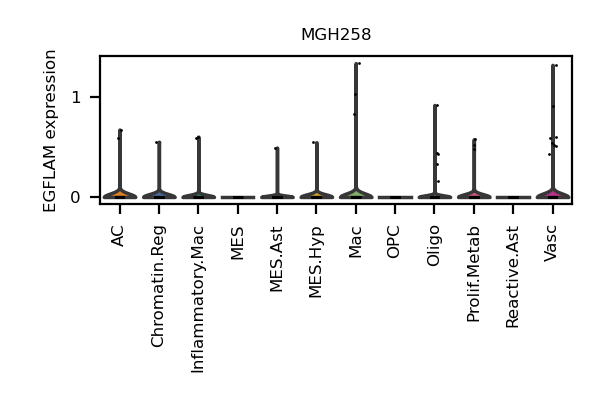 MGH258
EGFLAM expression
1
0
AC
Chromatin.Reg
Inflammatory.Mac
MES
MES.Ast
MES.Hyp
Mac
OPC
Oligo
Prolif.Metab
Reactive.Ast
Vasc